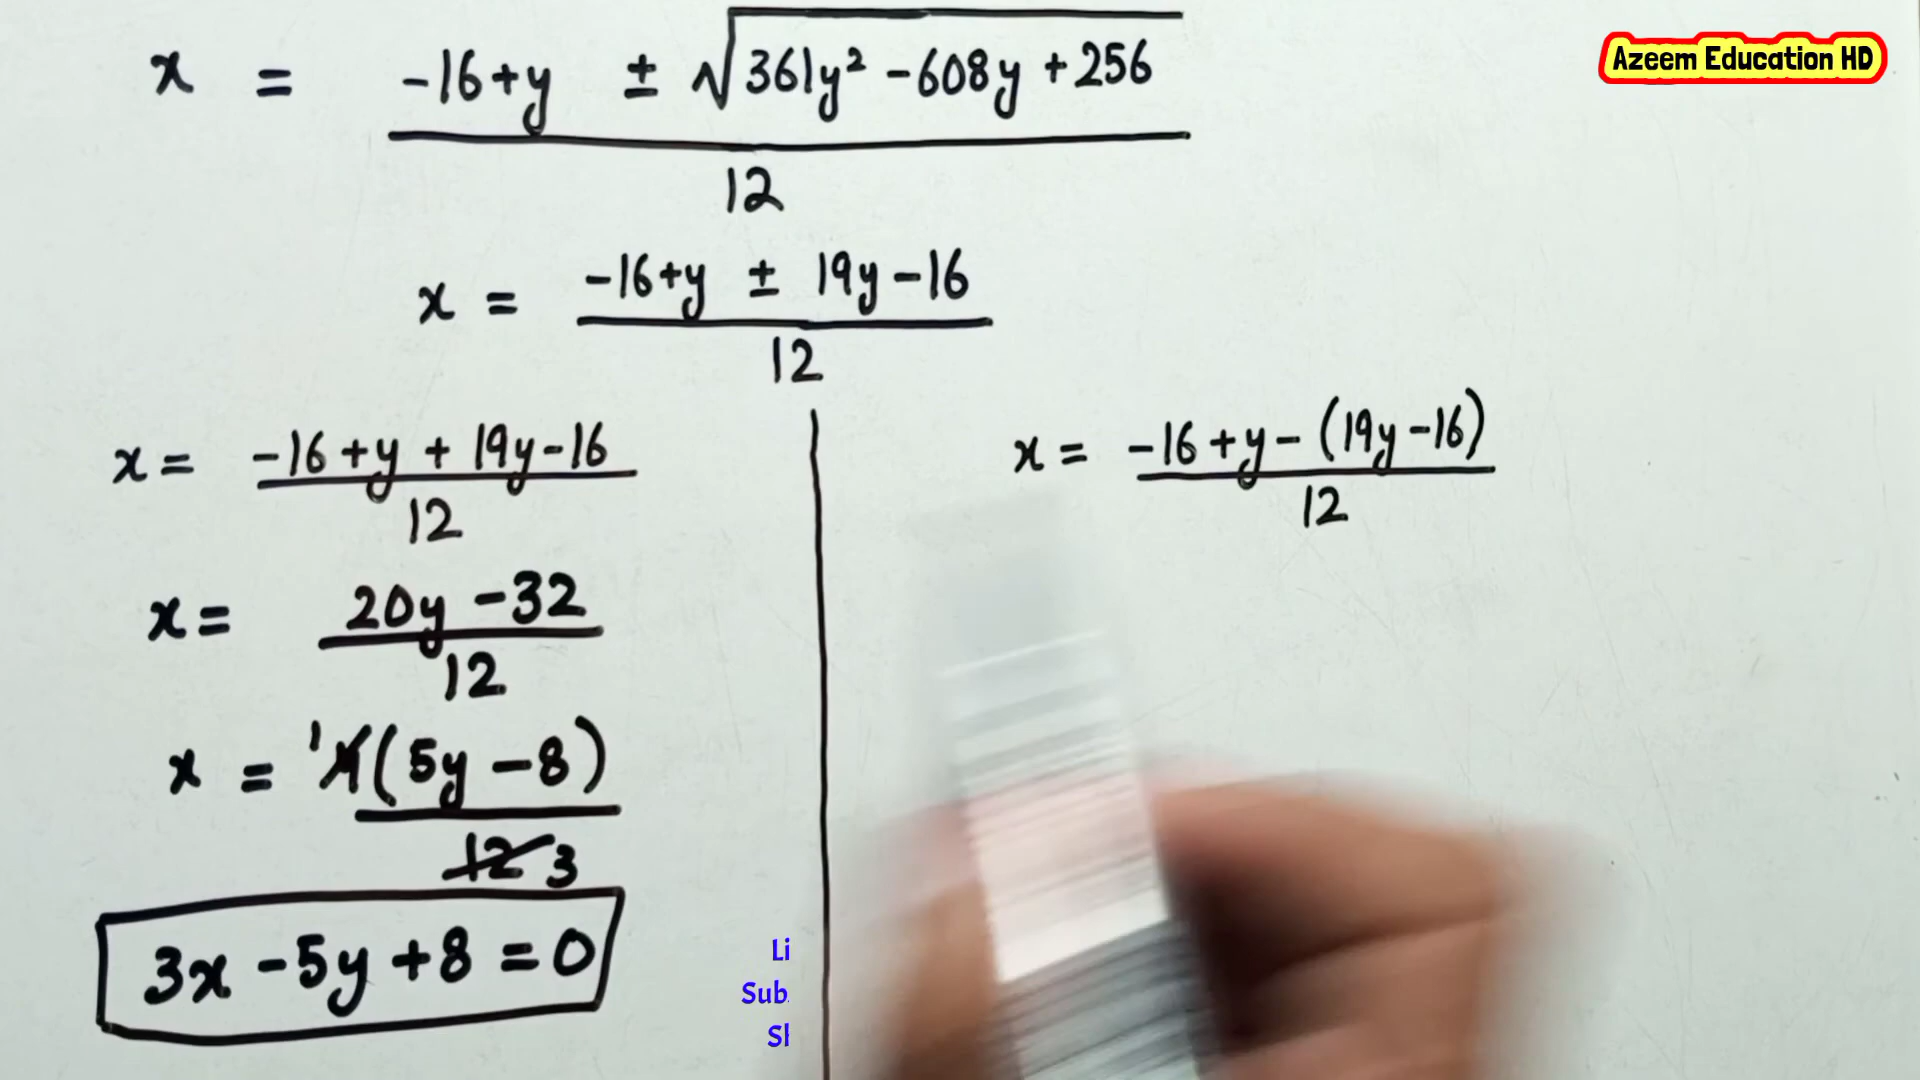 Azeem Education HD
x = -16+y ± √361y² -608y +256
12
x = -16+y ± 19y -16
12
x = -16 +y + 19y -16
12
x = 20y -32
12
x = 1 4(5y -8)
12 3
3x -5y +8 =0
x = -16 +y - (19y -16)
12
Li
Sub